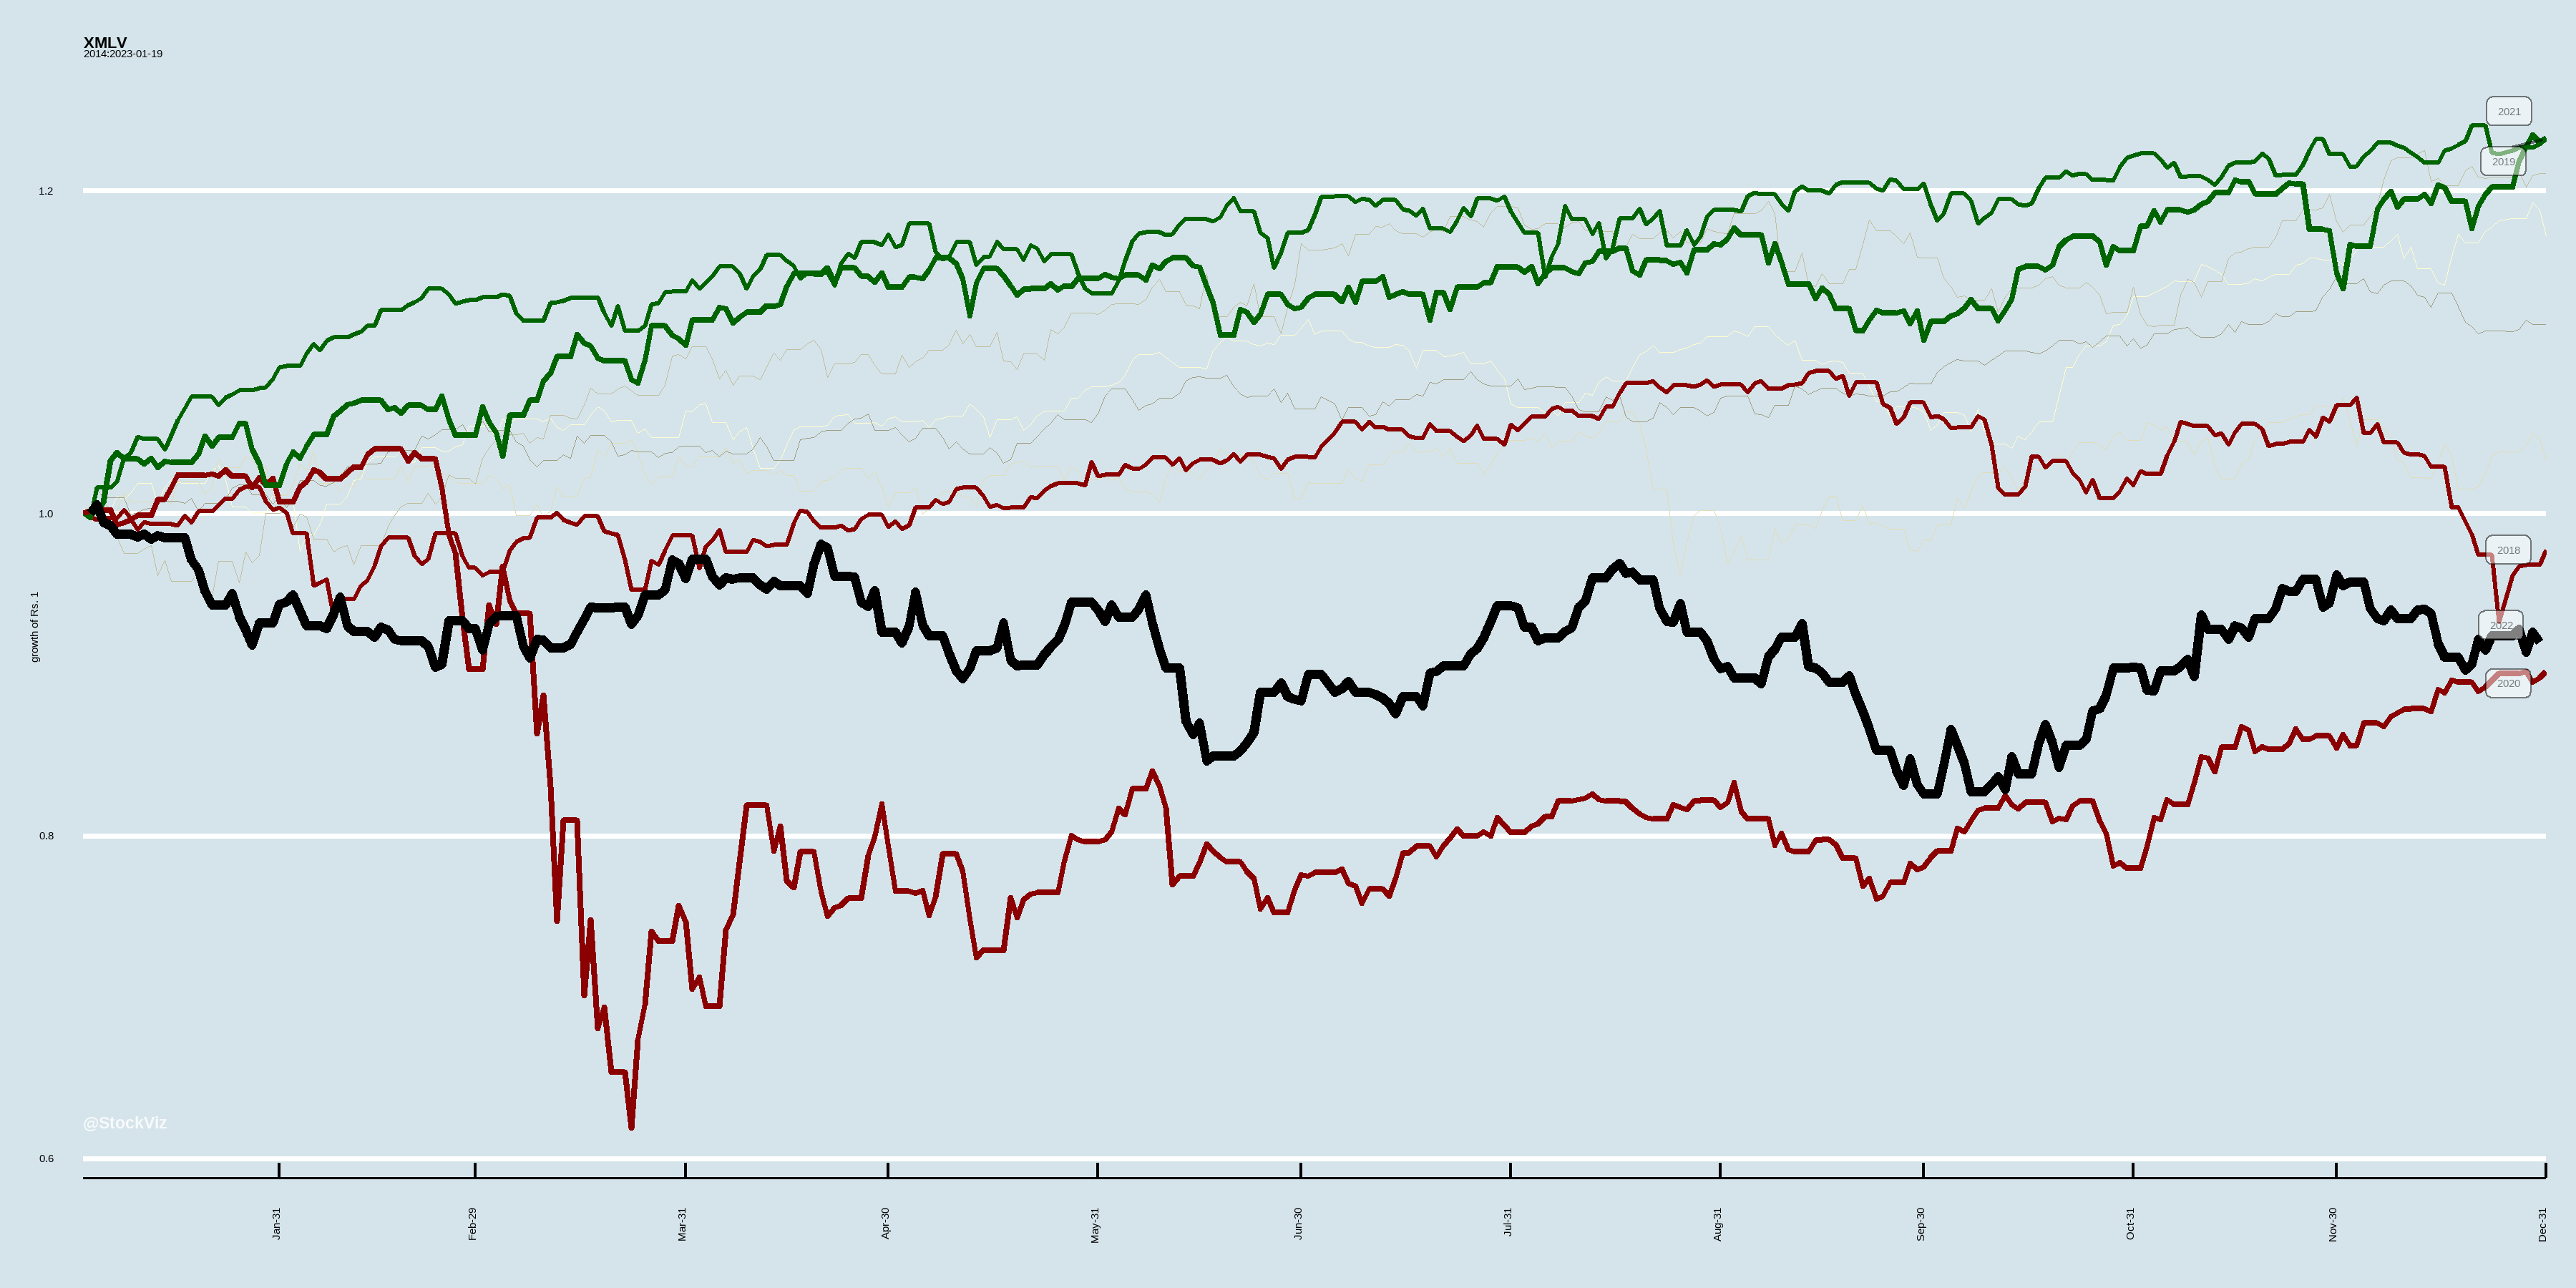 XMLV
2014:2023-01-19
2021
2019
1.2
1.0
2018
growth of Rs. 1
2022
2020
0.8
@StockViz
0.6
Jan-31
Feb-29
Mar-31
Apr-30
May-31
Jun-30
Jul-31
Aug-31
Sep-30
Oct-31
Nov-30
Dec-31